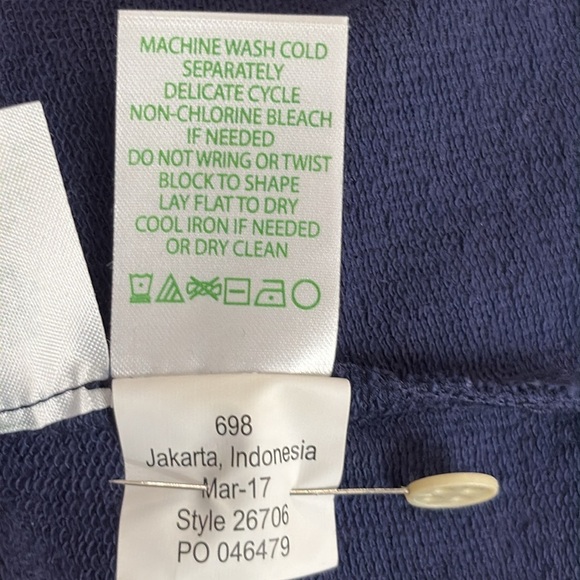 MACHINE WASH COLD
SEPARATELY
DELICATE CYCLE
NON-CHLORINE BLEACH
IF NEEDED
DO NOT WRING OR TWIST
BLOCK TO SHAPE
LAY FLAT TO DRY
COOL IRON IF NEEDED
OR DRY CLEAN
698
Jakarta, Indonesia
Mar-17
Style 26706
PO 046479